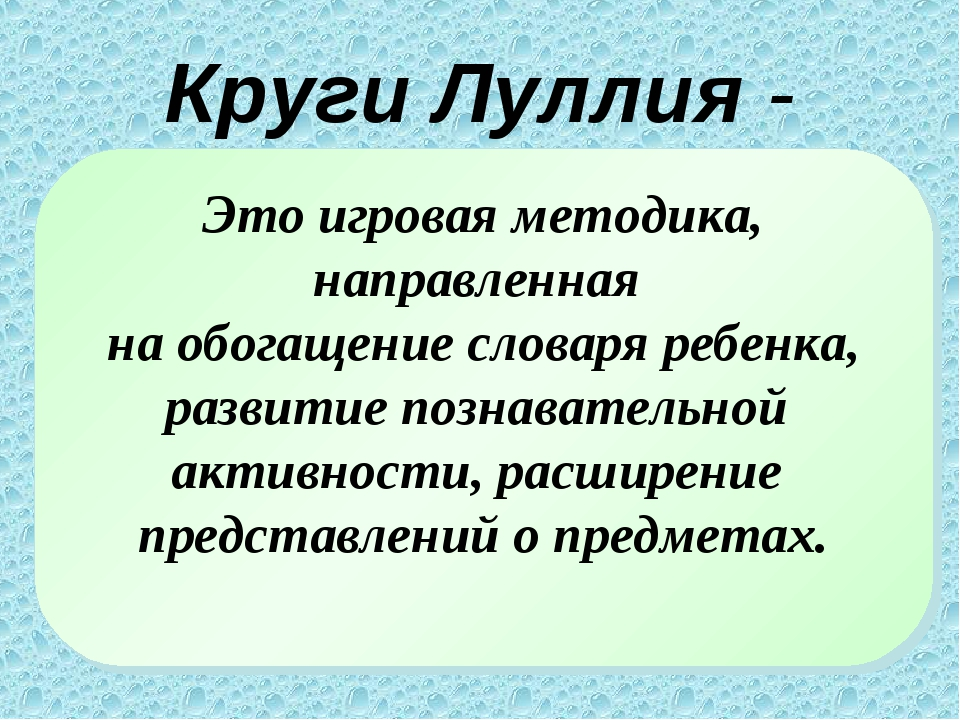 Круги Луллия -
Это игровая методика,
направленная
на обогащение словаря ребенка,
развитие познавательной
активности, расширение
представлений о предметах.